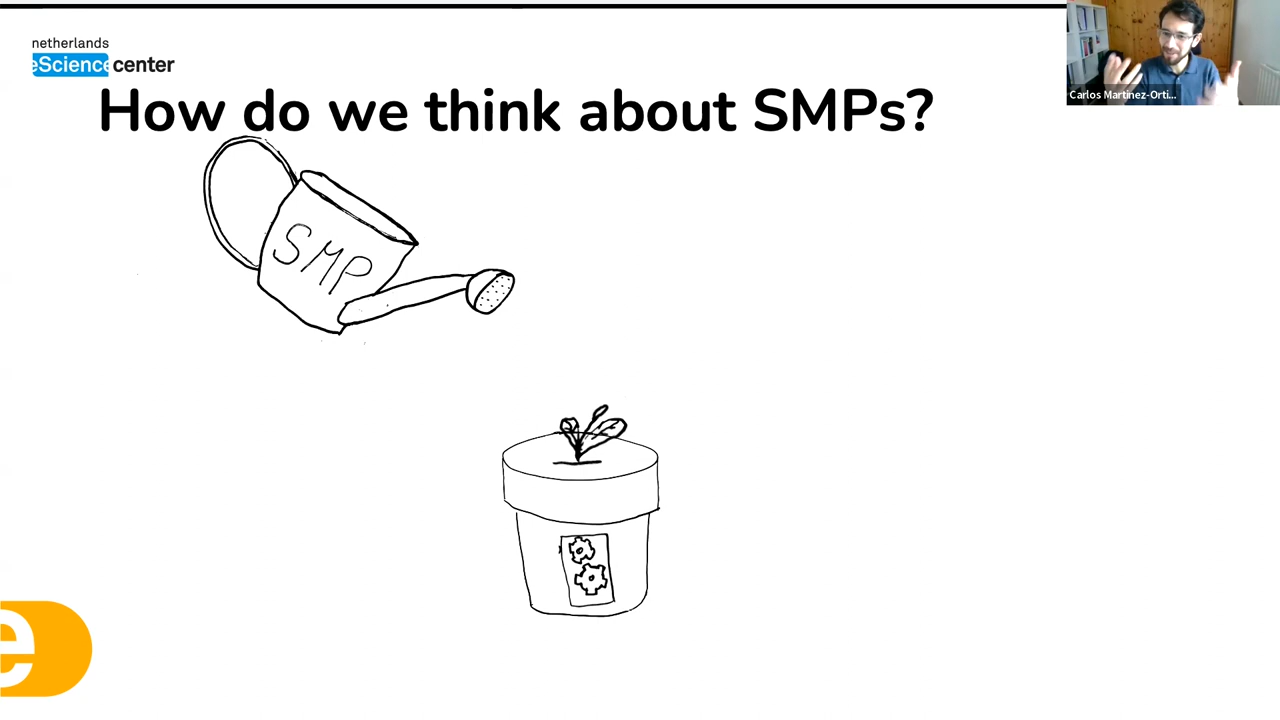 netherlands
eScience center
How do we think about SMPs?
Carlos Martinez-Orti...
SMP
e